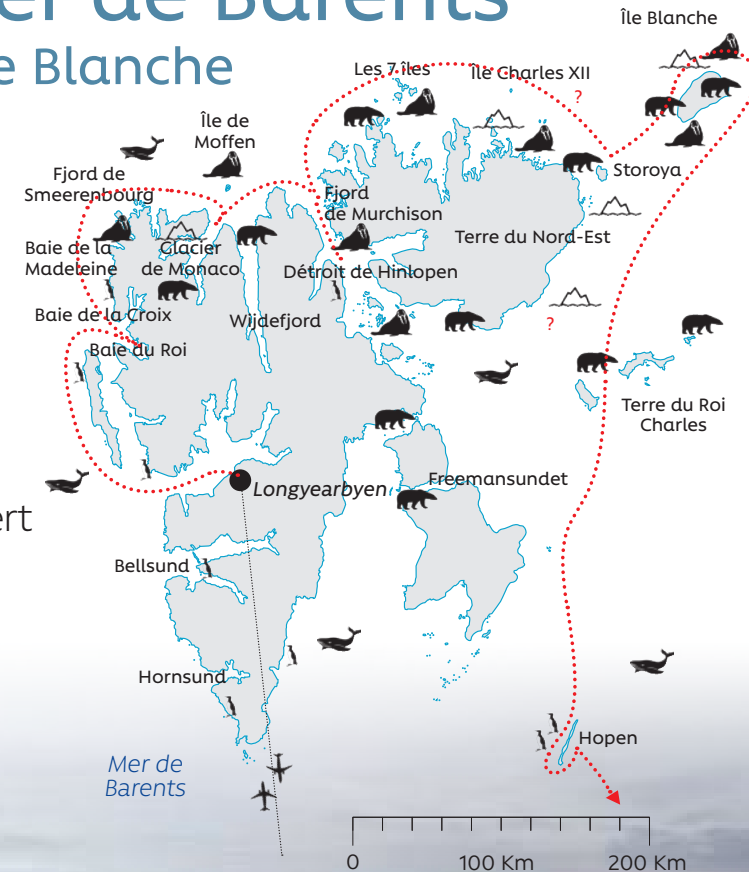 er de Barents
e Blanche
Île Blanche
Les 7 îles
Île Charles XII
?
Île de
Moffen
Storoya
Fjord de
Smeerenbourg
Fjord
de Murchison
Terre du Nord-Est
Baie de la
Madeleine
Glacier
de Monaco
Détroit de Hinlopen
Baie de la Croix
Wijdefjord
?
Baie du Roi
Terre du Roi
Charles
Longyearbyen
Freemansundet
ert
Bellsund
Hornsund
Hopen
Mer de
Barents
0 100 Km 200 Km